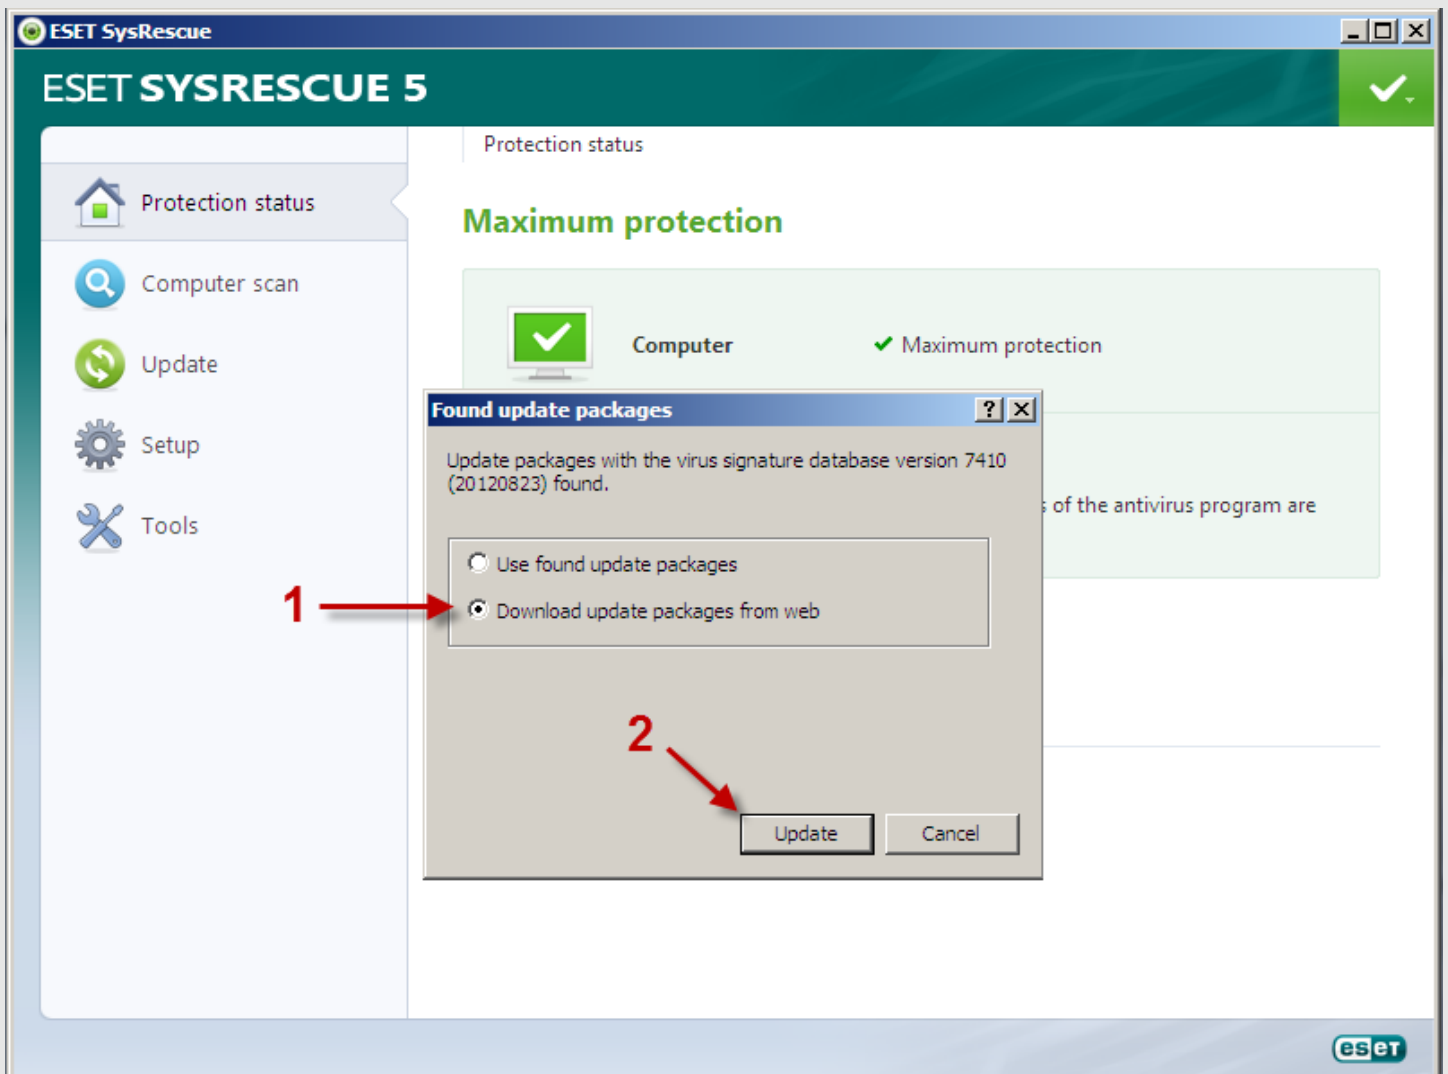 ESET SysRescue
ESET SYSRESCUE 5
Protection status
Protection status
Computer scan
Update
Setup
Tools
Maximum protection
Computer
Maximum protection
s of the antivirus program are
Found update packages
Update packages with the virus signature database version 7410
(20120823) found.
Use found update packages
1
Download update packages from web
2
Update
Cancel
eset